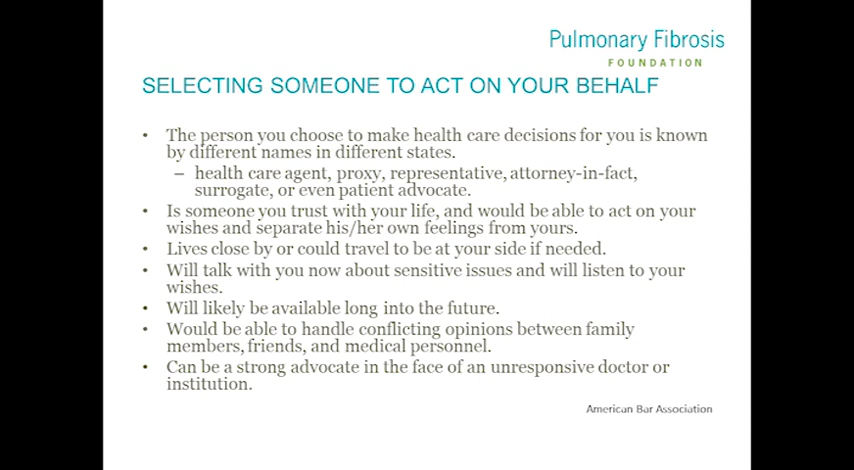 Pulmonary Fibrosis
FOUNDATION
SELECTING SOMEONE TO ACT ON YOUR BEHALF
• The person you choose to make health care decisions for you is known
by different names in different states.
– health care agent, proxy, representative, attorney-in-fact,
surrogate, or even patient advocate.
• Is someone you trust with your life, and would be able to act on your
wishes and separate his/her own feelings from yours.
• Lives close by or could travel to be at your side if needed.
• Will talk with you now about sensitive issues and will listen to your
wishes.
• Will likely be available long into the future.
• Would be able to handle conflicting opinions between family
members, friends, and medical personnel.
• Can be a strong advocate in the face of an unresponsive doctor or
institution.
American Bar Association